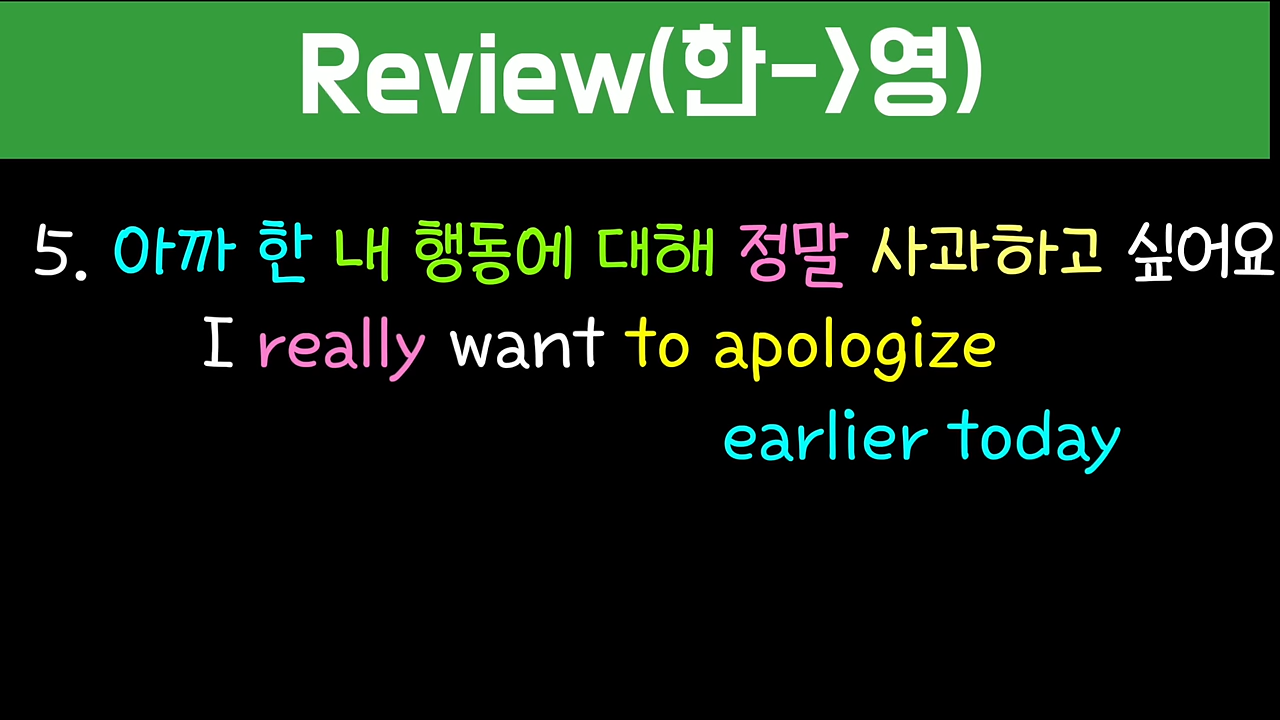 Review(한->영)
5. 아까 한 내 행동에 대해 정말 사과하고 싶어요
I really want to apologize
earlier today